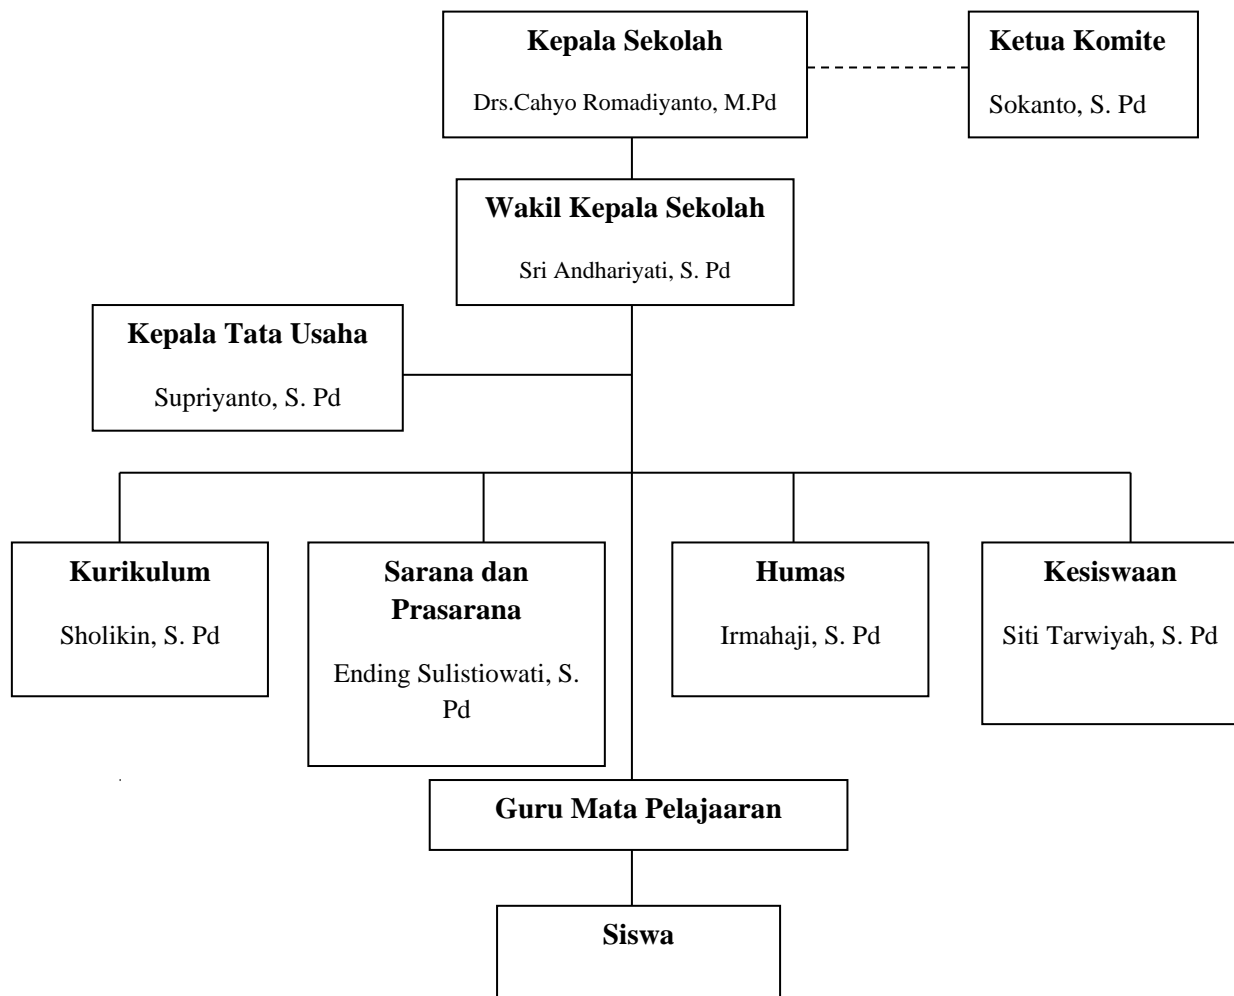 Kepala Sekolah
Drs.Cahyo Romadiyanto, M.Pd
Ketua Komite
Sokanto, S. Pd
Wakil Kepala Sekolah
Sri Andhariyati, S. Pd
Kepala Tata Usaha
Supriyanto, S. Pd
Kurikulum
Sholikin, S. Pd
Sarana dan
Prasarana
Ending Sulistiowati, S.
Pd
Humas
Irmahaji, S. Pd
Kesiswaan
Siti Tarwiyah, S. Pd
Guru Mata Pelajaaran
Siswa